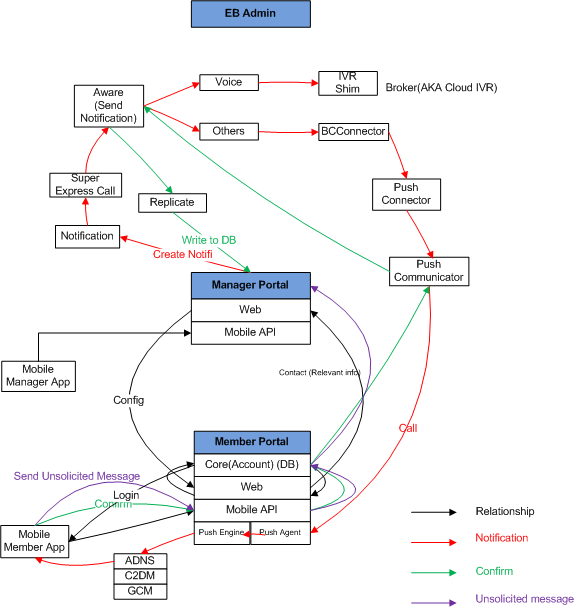 EB Admin
Voice
IVR
Shim
Broker(AKA Cloud IVR)
Aware
(Send
Notification)
Others
BCConnector
Super
Express Call
Push
Connector
Replicate
Notification
Write to DB
Create Notifi
Push
Communicator
Manager Portal
Web
Mobile API
Mobile
Manager App
Contact (Relevant info)
Config
Call
Member Portal
Core(Account) (DB)
Send Unsolicited Message
Web
Login
Confirm
Mobile API
Relationship
Push Engine
Push Agent
Mobile
Member App
Notification
ADNS
C2DM
GCM
Confirm
Unsolicited message